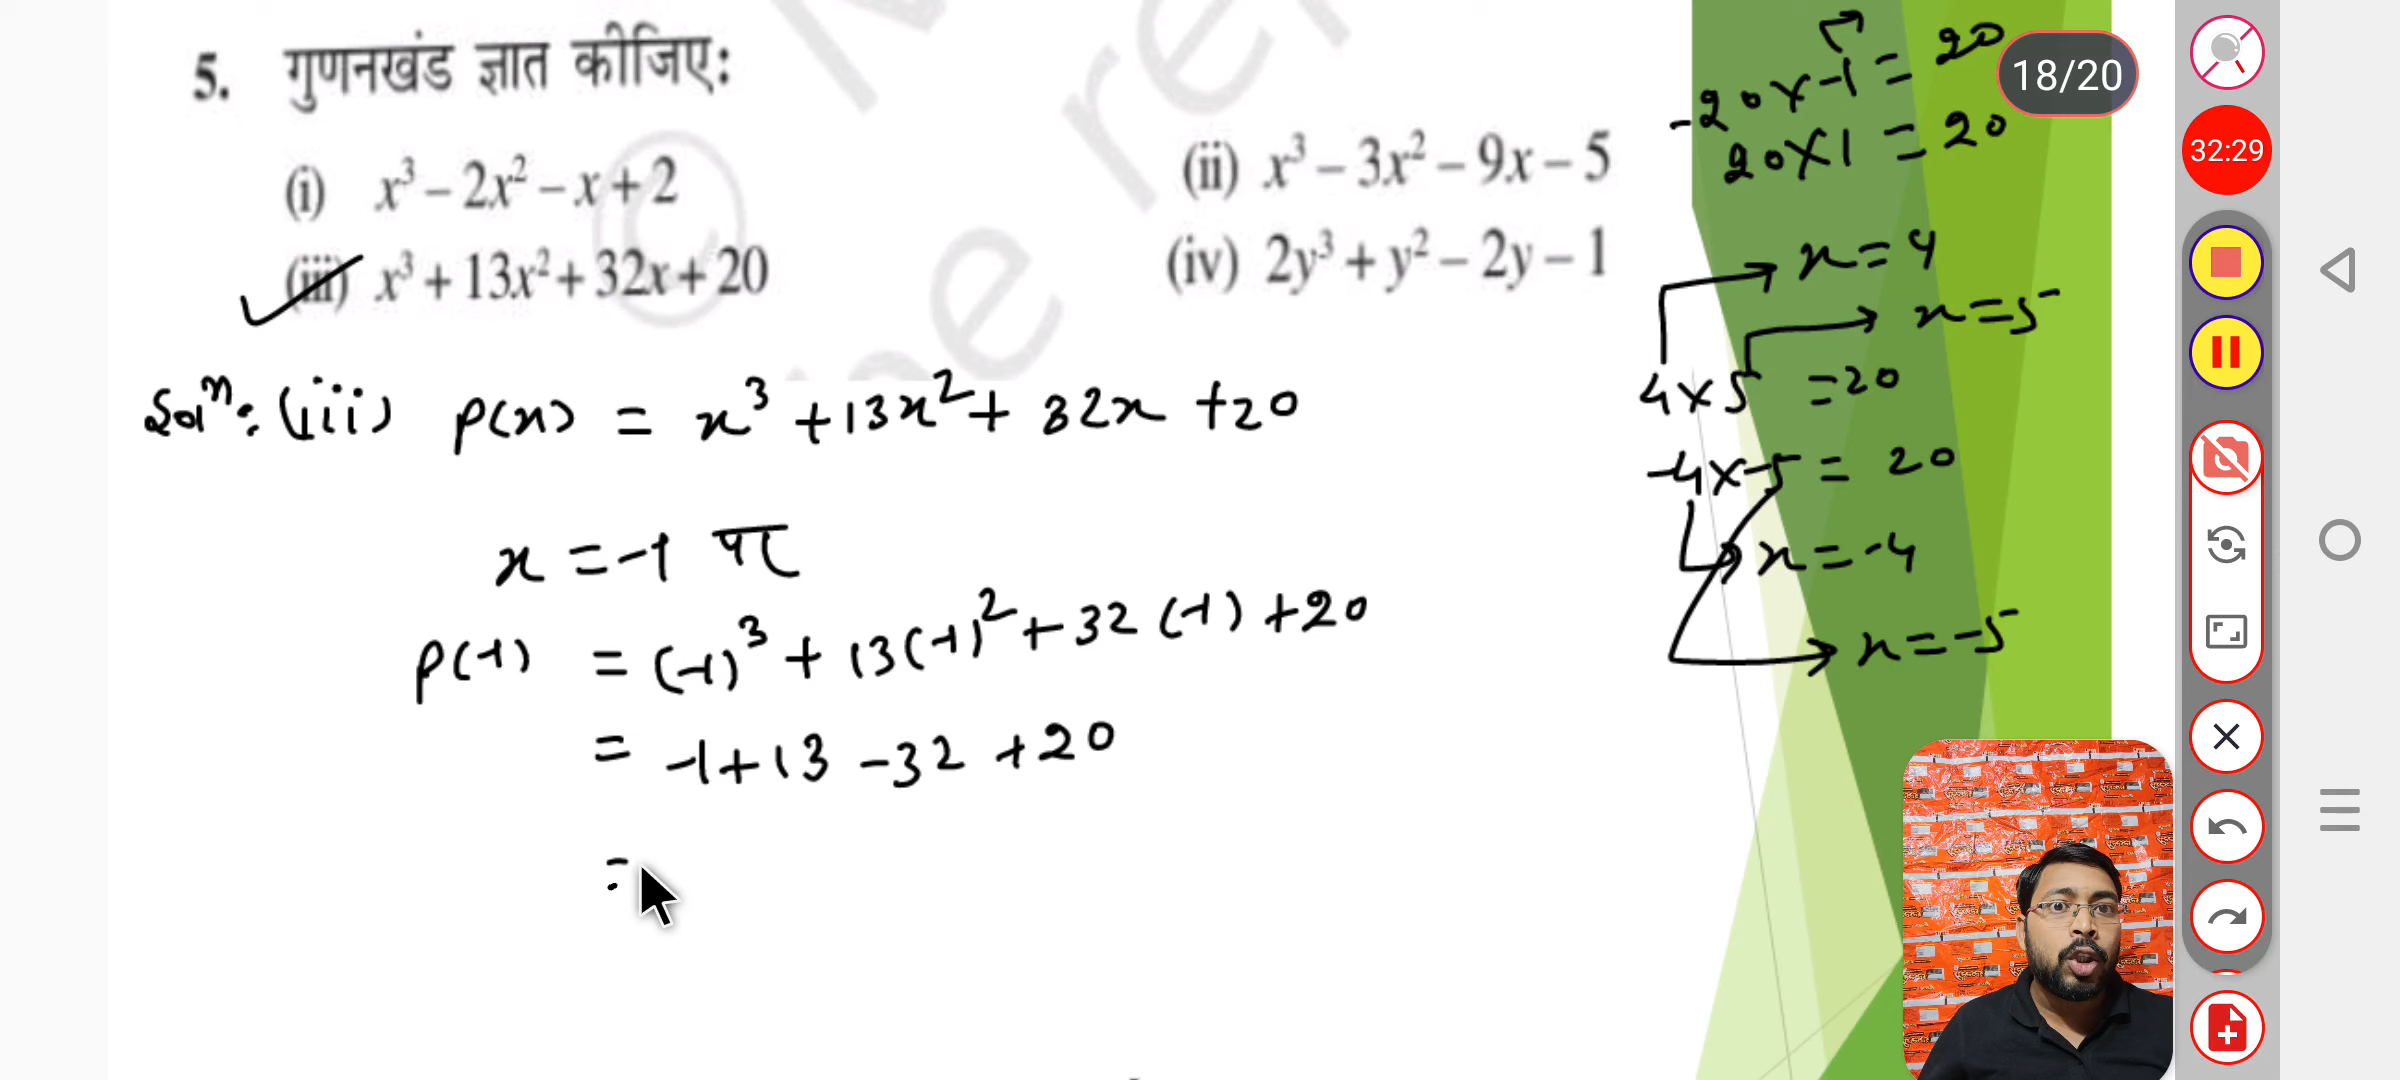 5. गुणनखंड ज्ञात कीजिए:
(i) x³ – 2x² – x + 2
(ii) x³ – 3x² – 9x – 5
(iii) x³ + 13x² + 32x + 20
(iv) 2y³ + y² – 2y – 1
Solⁿ: (iii) p(x) = x³ + 13x² + 32x + 20
x = -1 पर
p(-1) = (-1)³ + 13(-1)² + 32(-1) + 20
= -1 + 13 - 32 + 20
=
-20 x -1 = 20
20 x 1 = 20
x = 4
x = 5
4 x 5 = 20
-4 x -5 = 20
x = -4
x = -5
18/20
32:29